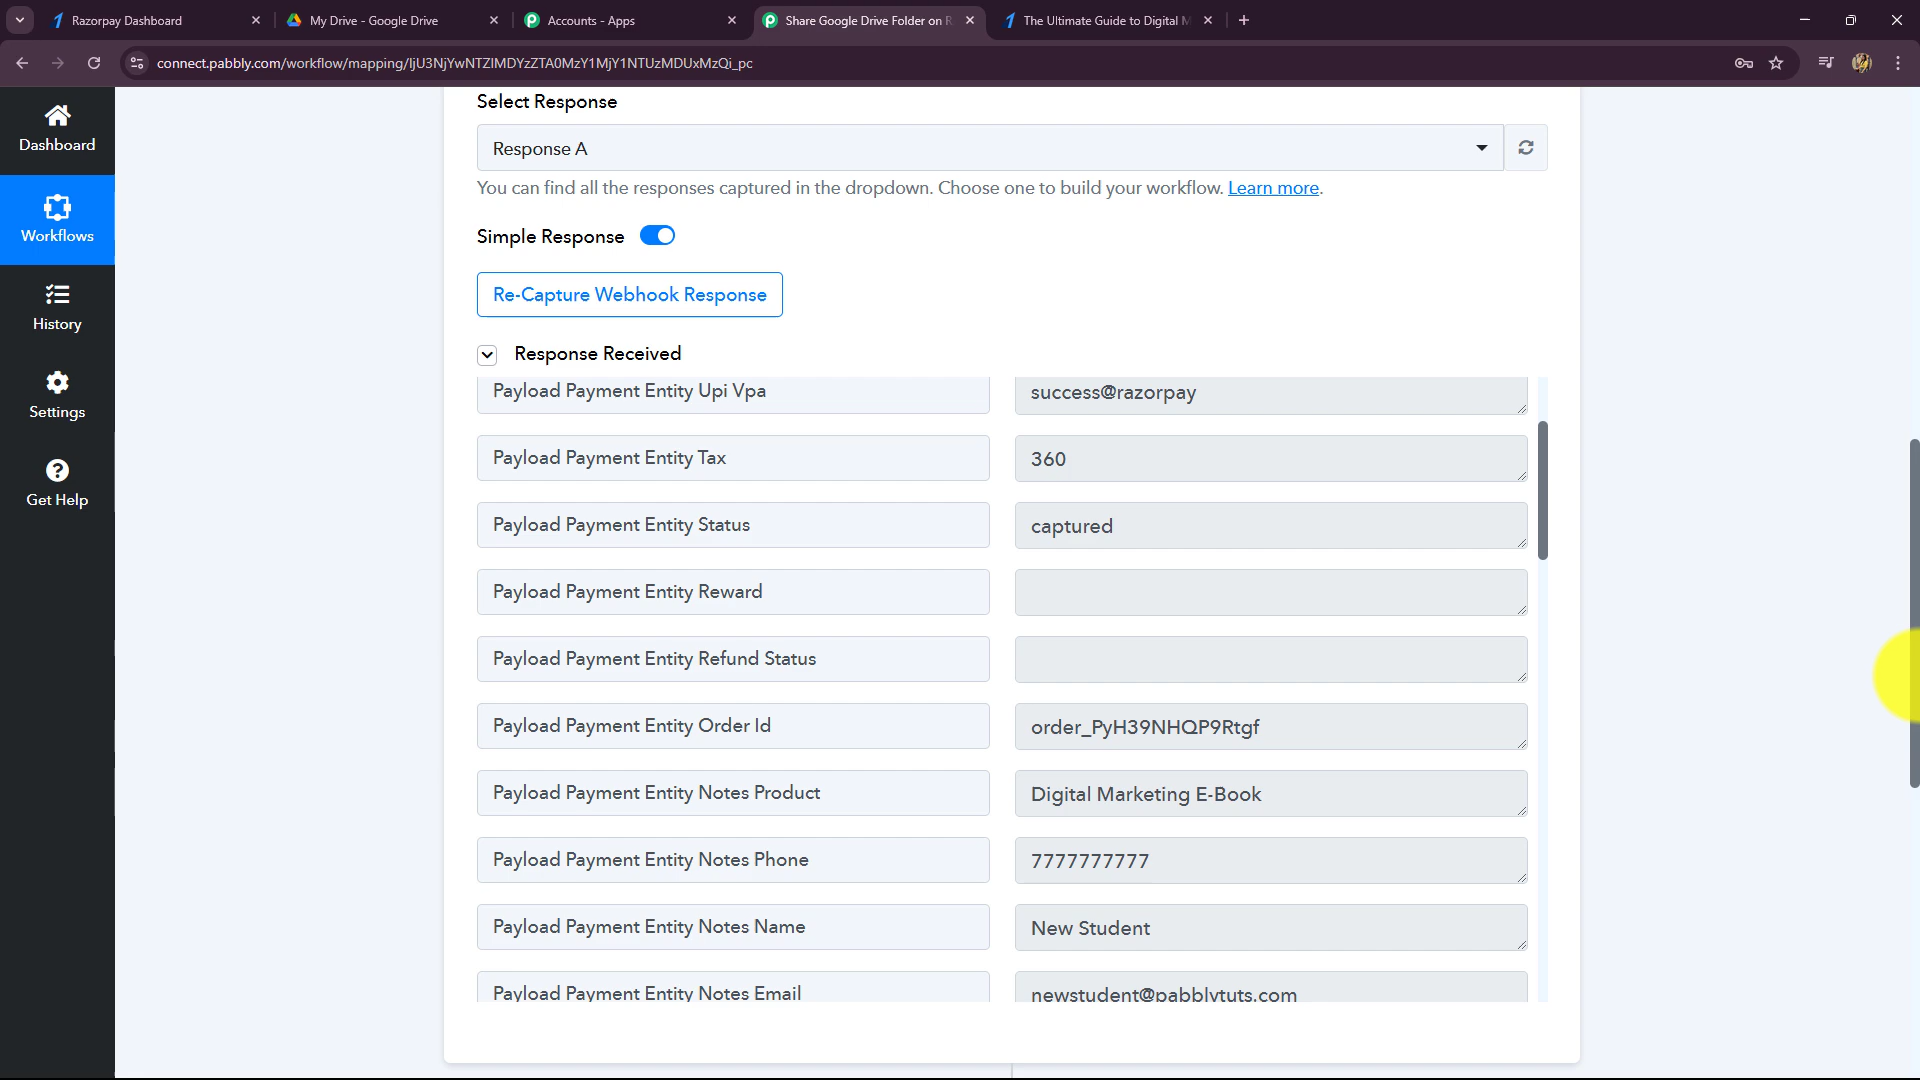 Razorpay Dashboard
My Drive - Google Drive
Accounts - Apps
Share Google Drive Folder on R
The Ultimate Guide to Digital M
connect.pabbly.com/workflow/mapping/IjU3NjYwNTZlMDYzZTA0MzY1MjY1NTUzMDUxMzQi_pc
Dashboard
Workflows
History
Settings
Get Help
Select Response
Response A
You can find all the responses captured in the dropdown. Choose one to build your workflow. Learn more.
Simple Response
Re-Capture Webhook Response
Response Received
Payload Payment Entity Upi Vpa
success@razorpay
Payload Payment Entity Tax
360
Payload Payment Entity Status
captured
Payload Payment Entity Reward
Payload Payment Entity Refund Status
Payload Payment Entity Order Id
order_PyH39NHQP9Rtgf
Payload Payment Entity Notes Product
Digital Marketing E-Book
Payload Payment Entity Notes Phone
7777777777
Payload Payment Entity Notes Name
New Student
Payload Payment Entity Notes Email
newstudent@pabblytuts.com